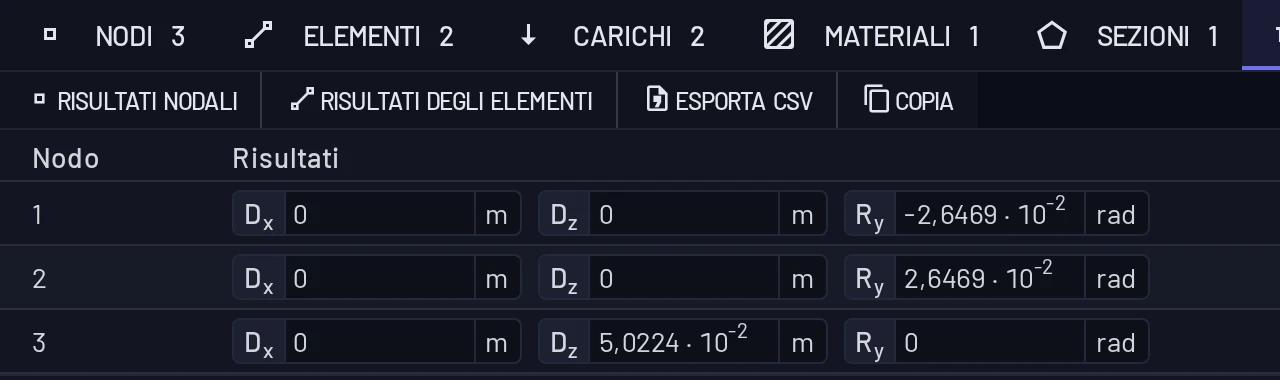 NODI 3 ELEMENTI 2 CARICHI 2 MATERIALI 1 SEZIONI 1
RISULTATI NODALI RISULTATI DEGLI ELEMENTI ESPORTA CSV COPIA
Nodo Risultati
1 Dx 0 m Dz 0 m Ry -2,6469 · 10⁻² rad
2 Dx 0 m Dz 0 m Ry 2,6469 · 10⁻² rad
3 Dx 0 m Dz 5,0224 · 10⁻² m Ry 0 rad